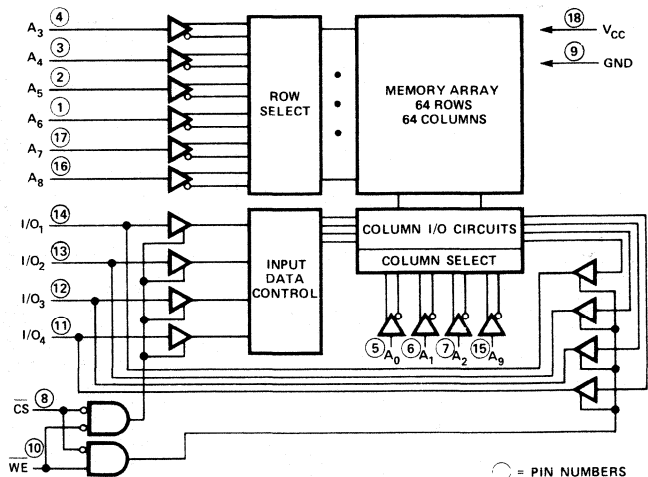 ④ A₃
③ A₄
② A₅
① A₆
⑰ A₇
⑯ A₈
ROW
SELECT
MEMORY ARRAY
64 ROWS
64 COLUMNS
⑱ VCC
⑨ GND
⑭ I/O₁
⑬ I/O₂
⑫ I/O₃
⑪ I/O₄
INPUT
DATA
CONTROL
COLUMN I/O CIRCUITS
COLUMN SELECT
⑤ A₀
⑥ A₁
⑦ A₂
⑮ A₉
⑧ C̅S̅
⑩ W̅E̅
◯ = PIN NUMBERS